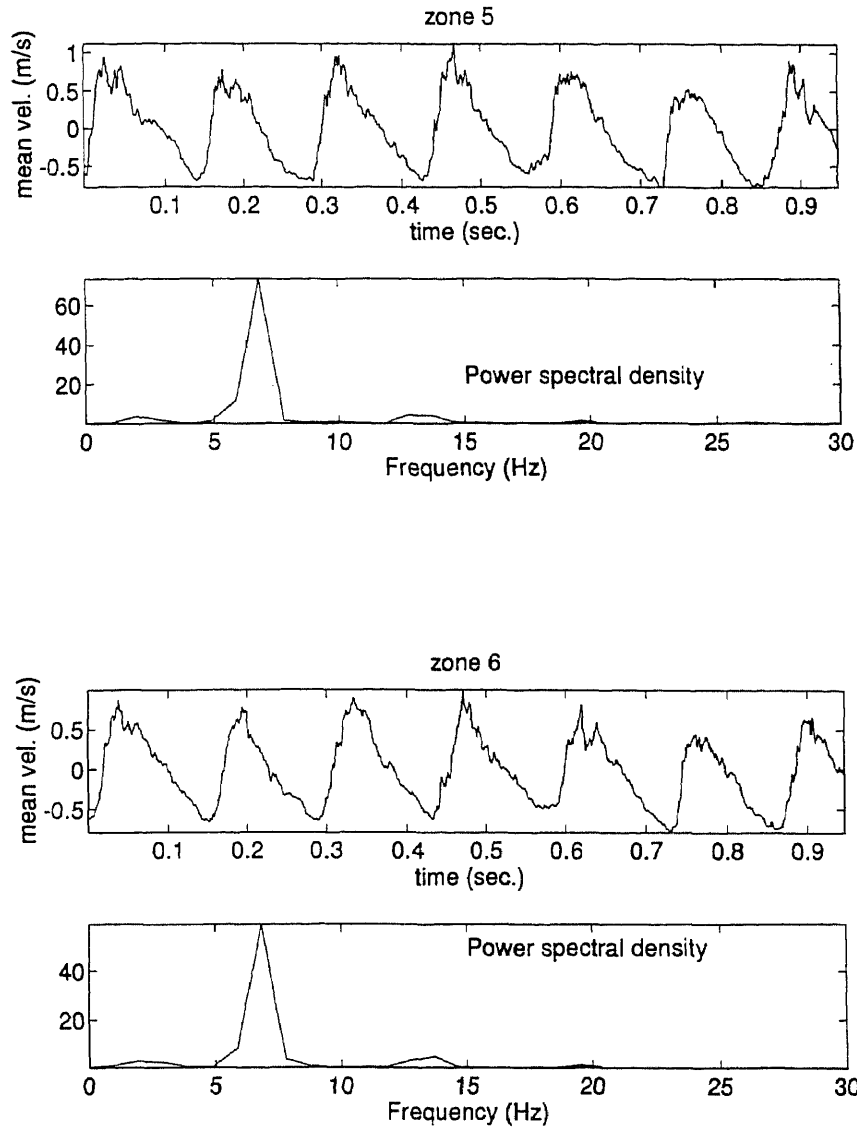 zone 5
mean vel. (m/s)
1
0.5
0
-0.5
0.1 0.2 0.3 0.4 0.5 0.6 0.7 0.8 0.9
time (sec.)
60
40
20
Power spectral density
0 5 10 15 20 25 30
Frequency (Hz)
zone 6
mean vel. (m/s)
0.5
0
-0.5
0.1 0.2 0.3 0.4 0.5 0.6 0.7 0.8 0.9
time (sec.)
Power spectral density
40
20
0 5 10 15 20 25 30
Frequency (Hz)